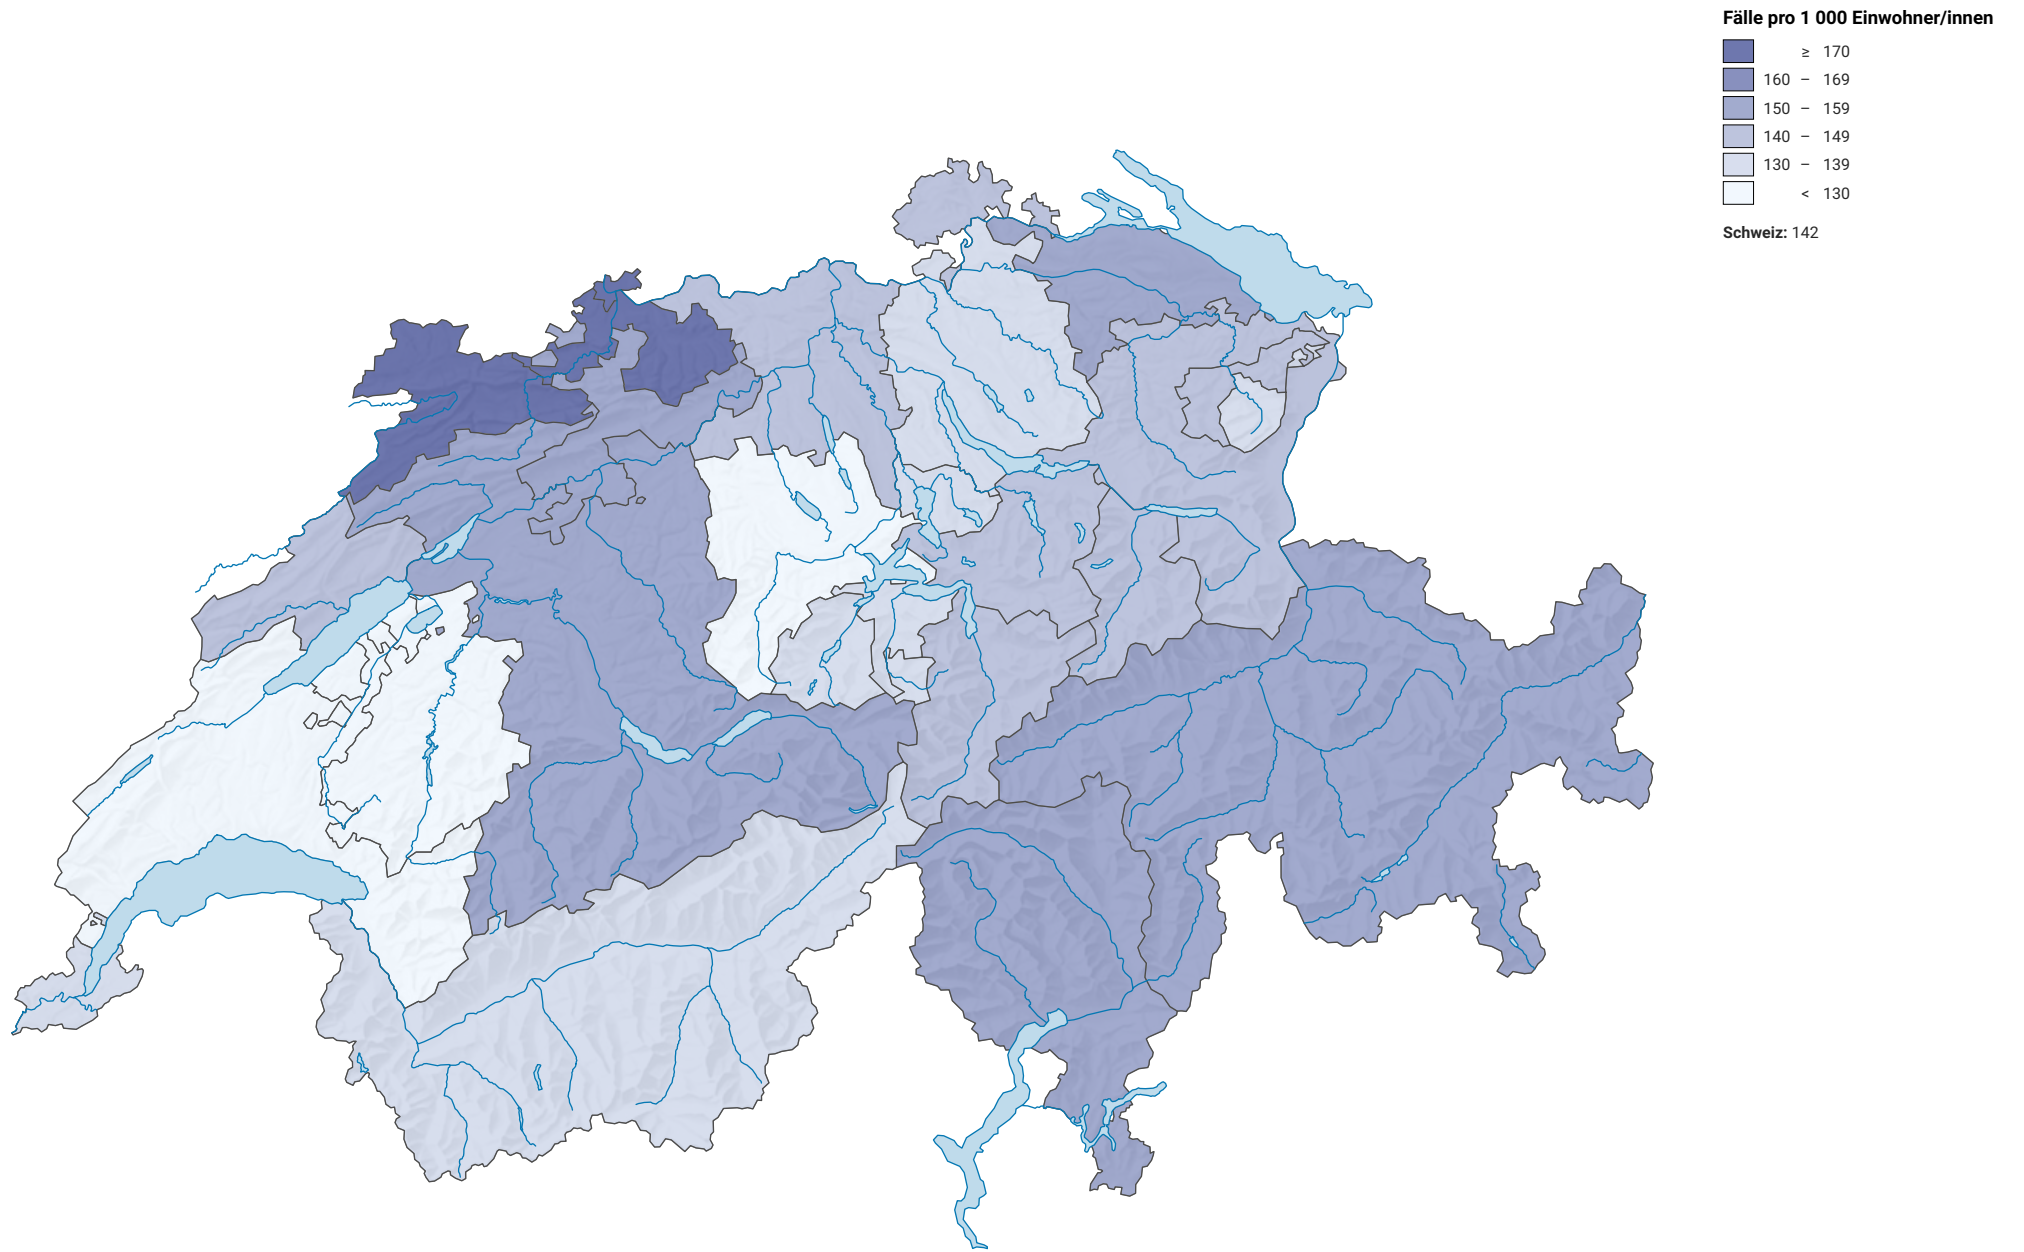 Fälle pro 1 000 Einwohner/innen
≥ 170
160 – 169
150 – 159
140 – 149
130 – 139
< 130
Schweiz: 142